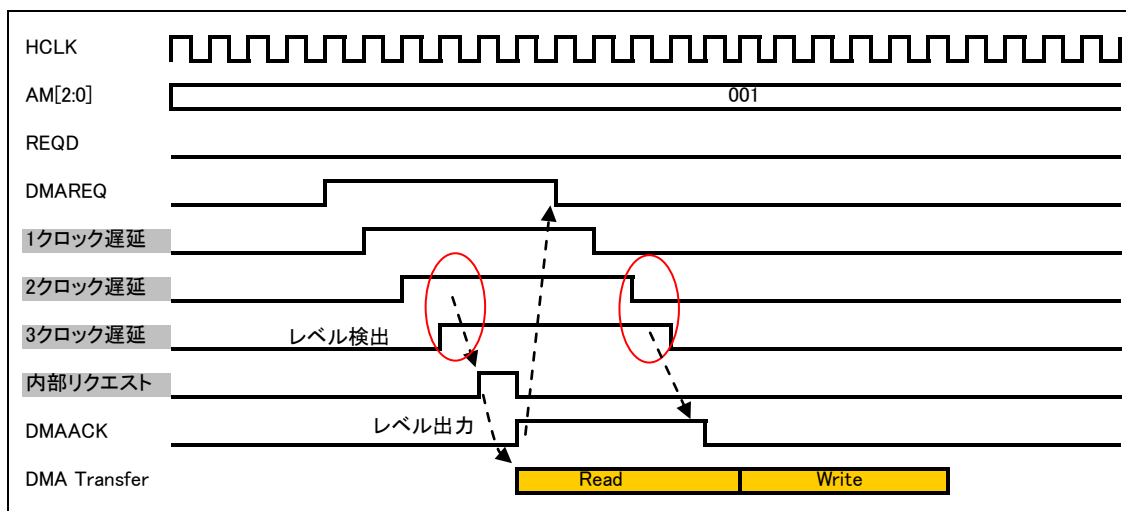 HCLK
AM[2:0]
001
REQD
DMAREQ
1クロック遅延
2クロック遅延
3クロック遅延
レベル検出
内部リクエスト
DMAACK
レベル出力
DMA Transfer
Read
Write